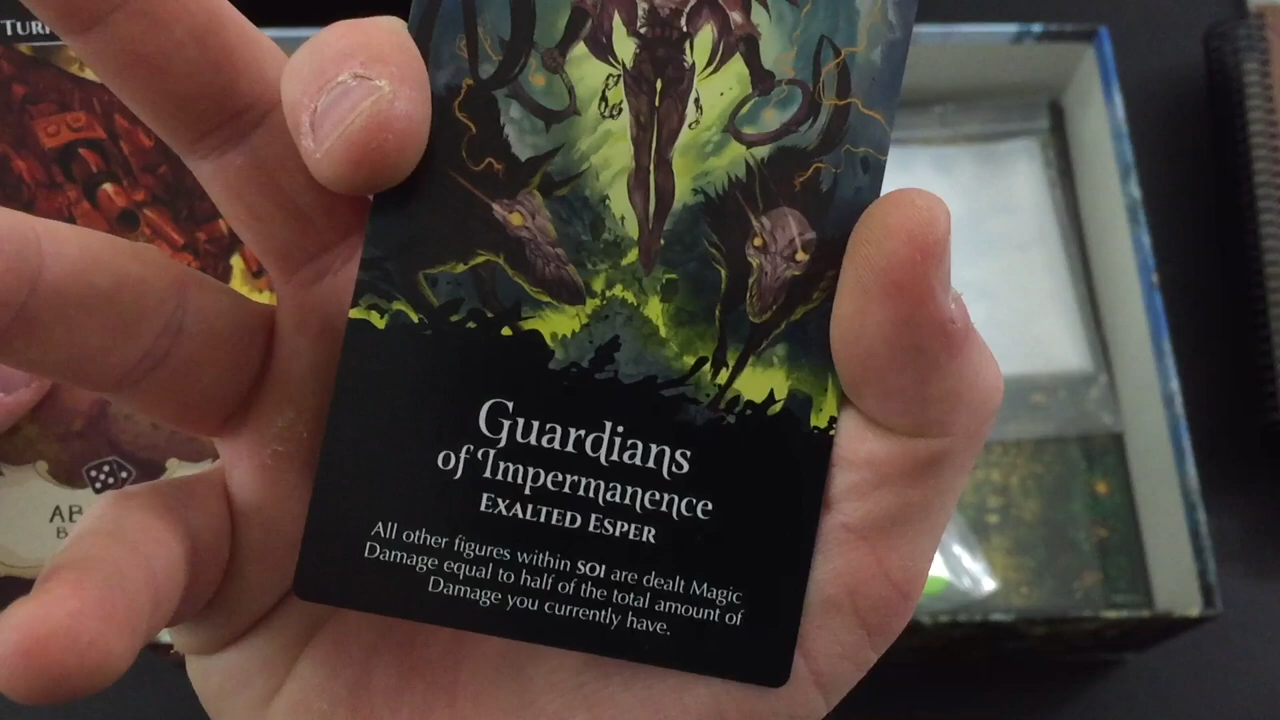 Guardians
of Impermanence
Exalted Esper
All other figures within SOI are dealt Magic
Damage equal to half of the total amount of
Damage you currently have.